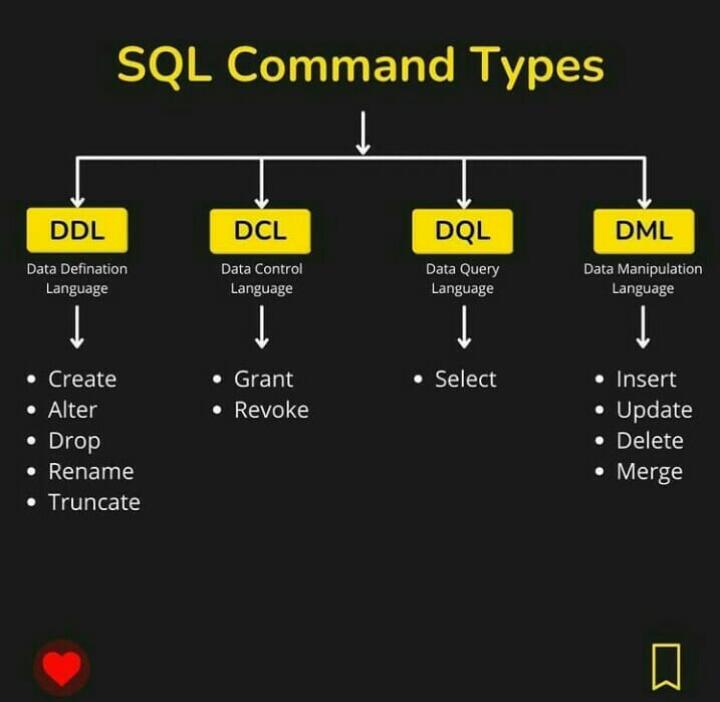 SQL Command Types
DDL
Data Defination
Language
• Create
• Alter
• Drop
• Rename
• Truncate
DCL
Data Control
Language
• Grant
• Revoke
DQL
Data Query
Language
• Select
DML
Data Manipulation
Language
• Insert
• Update
• Delete
• Merge